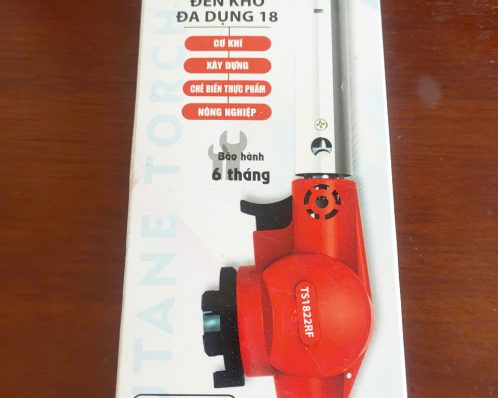 ĐÈN KHÒ
ĐA DỤNG 18
CƠ KHÍ
XÂY DỰNG
CHẾ BIẾN THỰC PHẨM
NÔNG NGHIỆP
Bảo hành
6 tháng
UTANE TORCH
TS1822RF